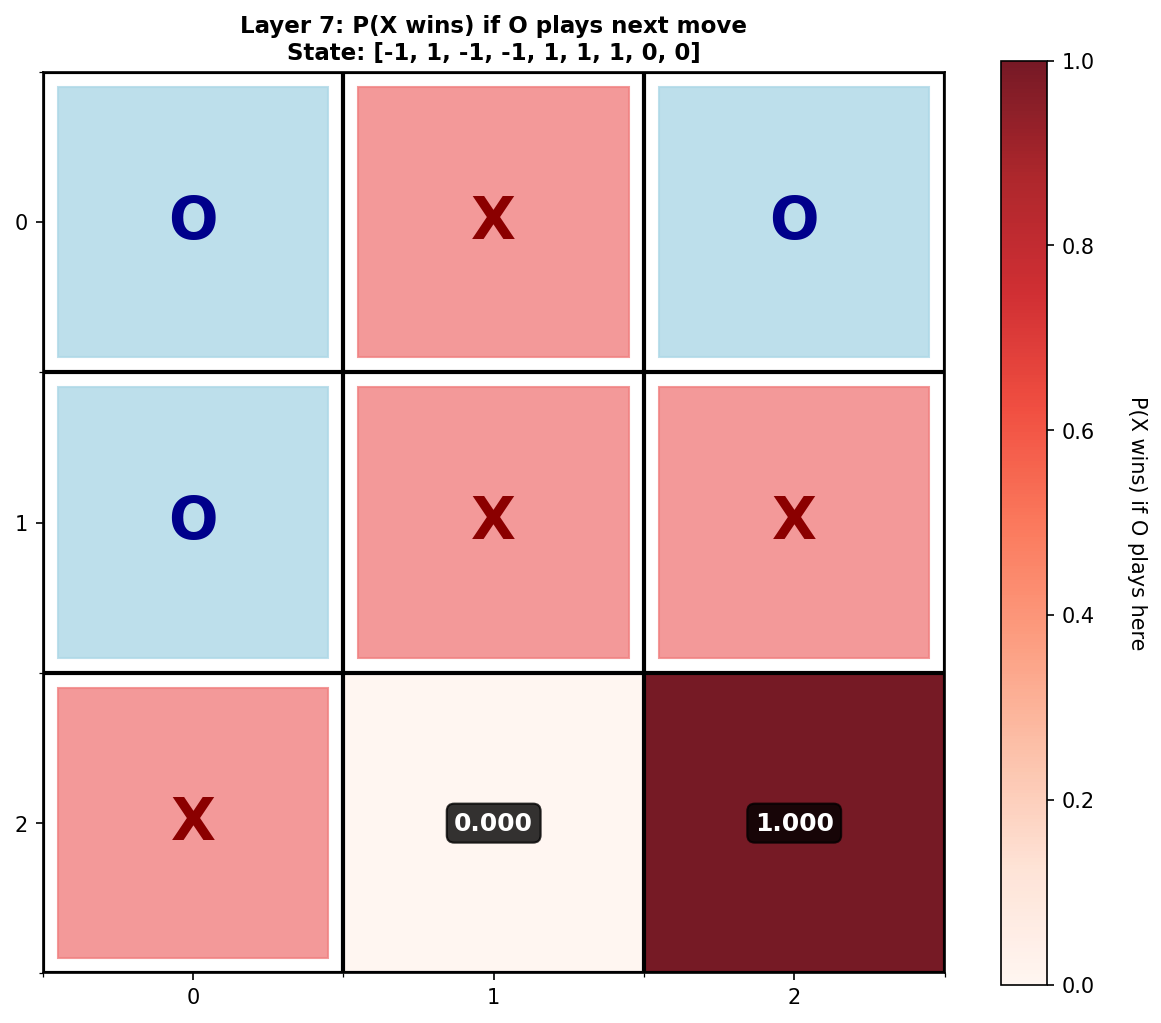 Layer 7: P(X wins) if O plays next move
State: [-1, 1, -1, -1, 1, 1, 1, 0, 0]
O
X
O
0
O
X
X
1
X
0.000
1.000
2
0
1
2
1.0
0.8
0.6
0.4
0.2
0.0
P(X wins) if O plays here